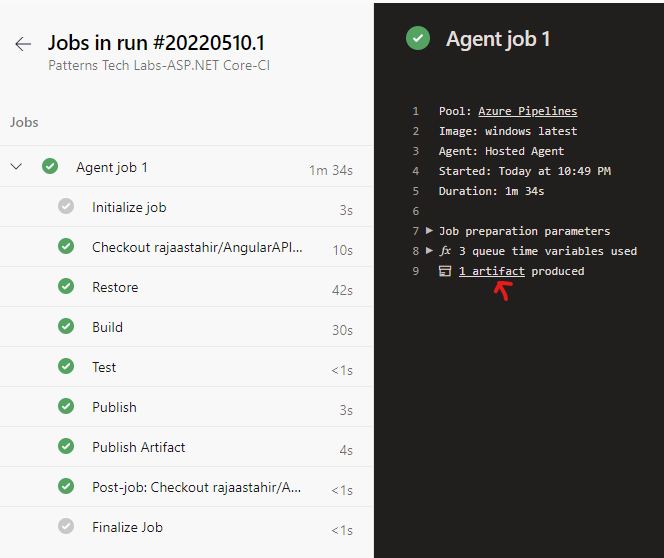 Jobs in run #20220510.1
Patterns Tech Labs-ASP.NET Core-CI
Jobs
Agent job 1 1m 34s
Initialize job 3s
Checkout rajaastahir/AngularAPI... 10s
Restore 42s
Build 30s
Test <1s
Publish 3s
Publish Artifact 4s
Post-job: Checkout rajaastahir/A... <1s
Finalize Job <1s
Agent job 1
1 Pool: Azure Pipelines
2 Image: windows latest
3 Agent: Hosted Agent
4 Started: Today at 10:49 PM
5 Duration: 1m 34s
6
7 Job preparation parameters
8 fx 3 queue time variables used
9 1 artifact produced